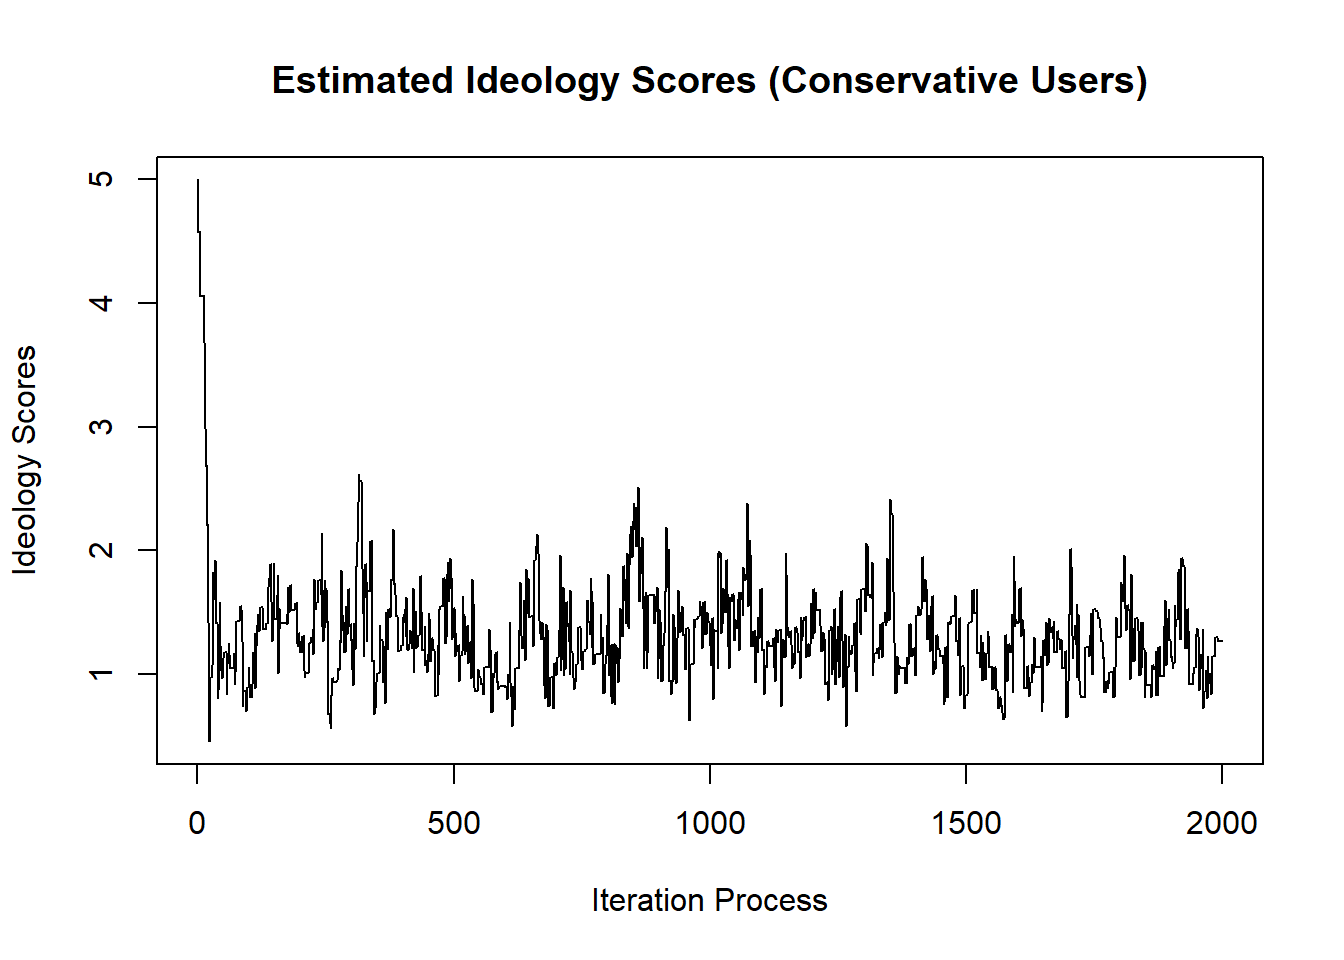 Estimated Ideology Scores (Conservative Users)
Ideology Scores
5
4
3
2
1
0 500 1000 1500 2000
Iteration Process